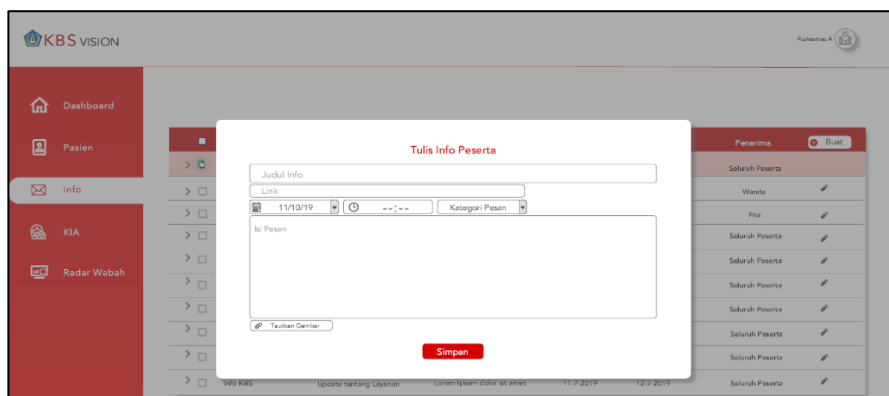 KBS VISION
Puskesmas A
Dashboard
Pasien
Info
KIA
Radar Wabah
Penerima
Buat
Seluruh Peserta
Wanita
Pria
Seluruh Peserta
Seluruh Peserta
Seluruh Peserta
Seluruh Peserta
Seluruh Peserta
Seluruh Peserta
Info KBS Update tentang Layanan Lorem Ipsum dolor sit amet 11-7-2019 12-7-2019 Seluruh Peserta
Tulis Info Peserta
Judul Info
Link
11/10/19 --:-- Kategori Pesan
Isi Pesan
Tautkan Gambar
Simpan